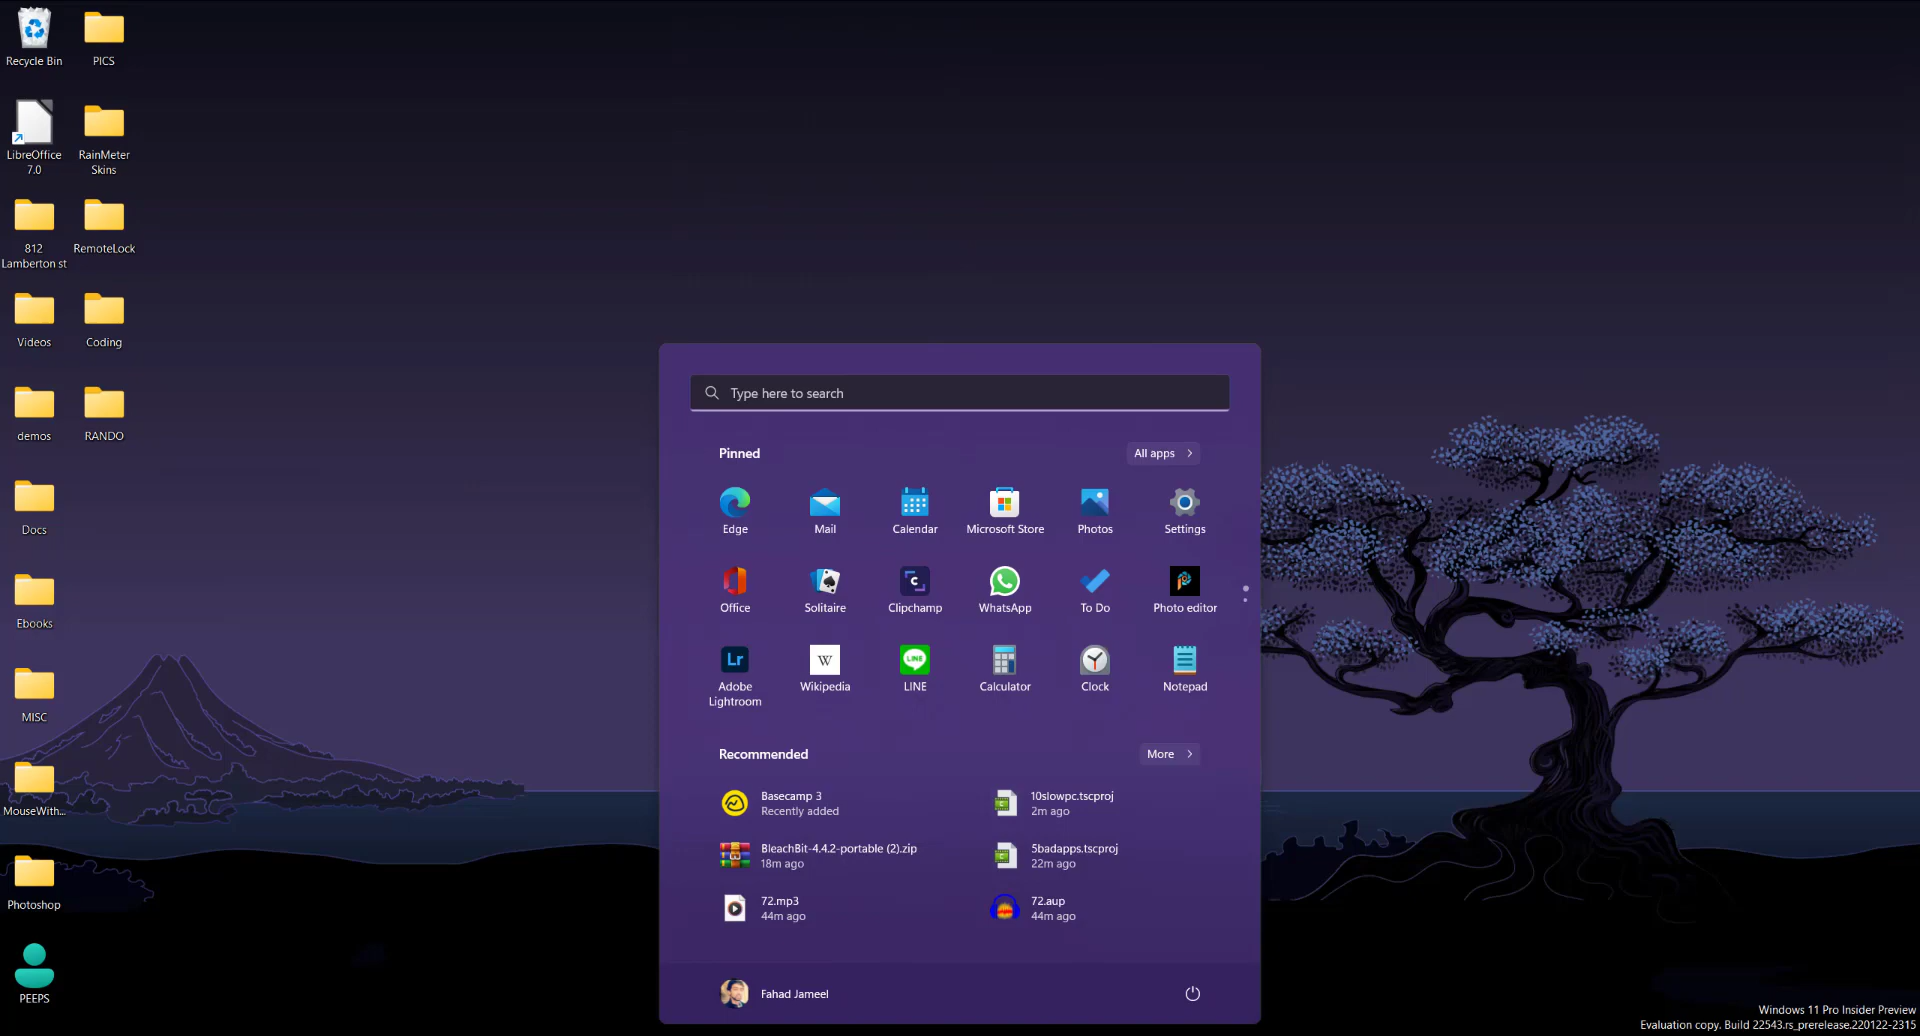 Recycle Bin
PICS
LibreOffice
7.0
RainMeter
Skins
812
Lamberton st
RemoteLock
Videos
Coding
demos
RANDO
Docs
Ebooks
MISC
MouseWith...
Photoshop
PEEPS
Type here to search
Pinned
All apps
Edge
Mail
Calendar
Microsoft Store
Photos
Settings
Office
Solitaire
Clipchamp
WhatsApp
To Do
Photo editor
Lr
W
LINE
Adobe
Lightroom
Wikipedia
LINE
Calculator
Clock
Notepad
Recommended
More
Basecamp 3
Recently added
10slowpc.tscproj
2m ago
BleachBit-4.4.2-portable (2).zip
18m ago
5badapps.tscproj
22m ago
72.mp3
44m ago
72.aup
44m ago
Fahad Jameel
Windows 11 Pro Insider Preview
Evaluation copy. Build 22543.rs_prerelease.220122-2315